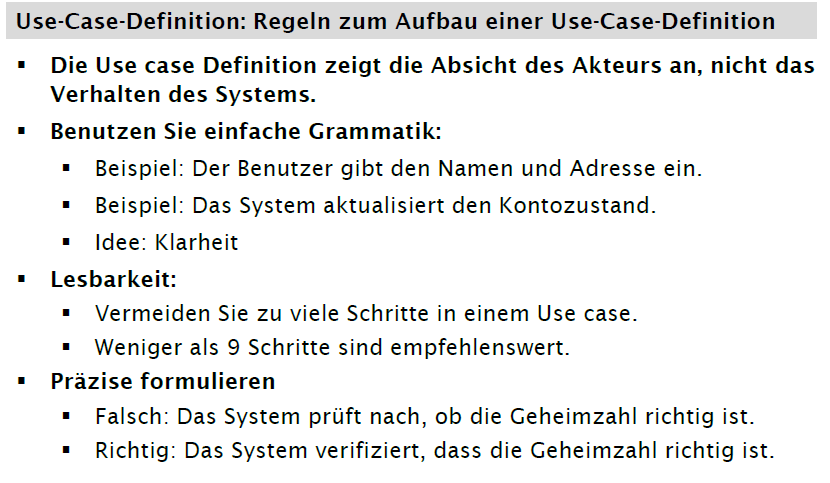 Use-Case-Definition: Regeln zum Aufbau einer Use-Case-Definition
▪ Die Use case Definition zeigt die Absicht des Akteurs an, nicht das
Verhalten des Systems.
▪ Benutzen Sie einfache Grammatik:
▪ Beispiel: Der Benutzer gibt den Namen und Adresse ein.
▪ Beispiel: Das System aktualisiert den Kontozustand.
▪ Idee: Klarheit
▪ Lesbarkeit:
▪ Vermeiden Sie zu viele Schritte in einem Use case.
▪ Weniger als 9 Schritte sind empfehlenswert.
▪ Präzise formulieren
▪ Falsch: Das System prüft nach, ob die Geheimzahl richtig ist.
▪ Richtig: Das System verifiziert, dass die Geheimzahl richtig ist.